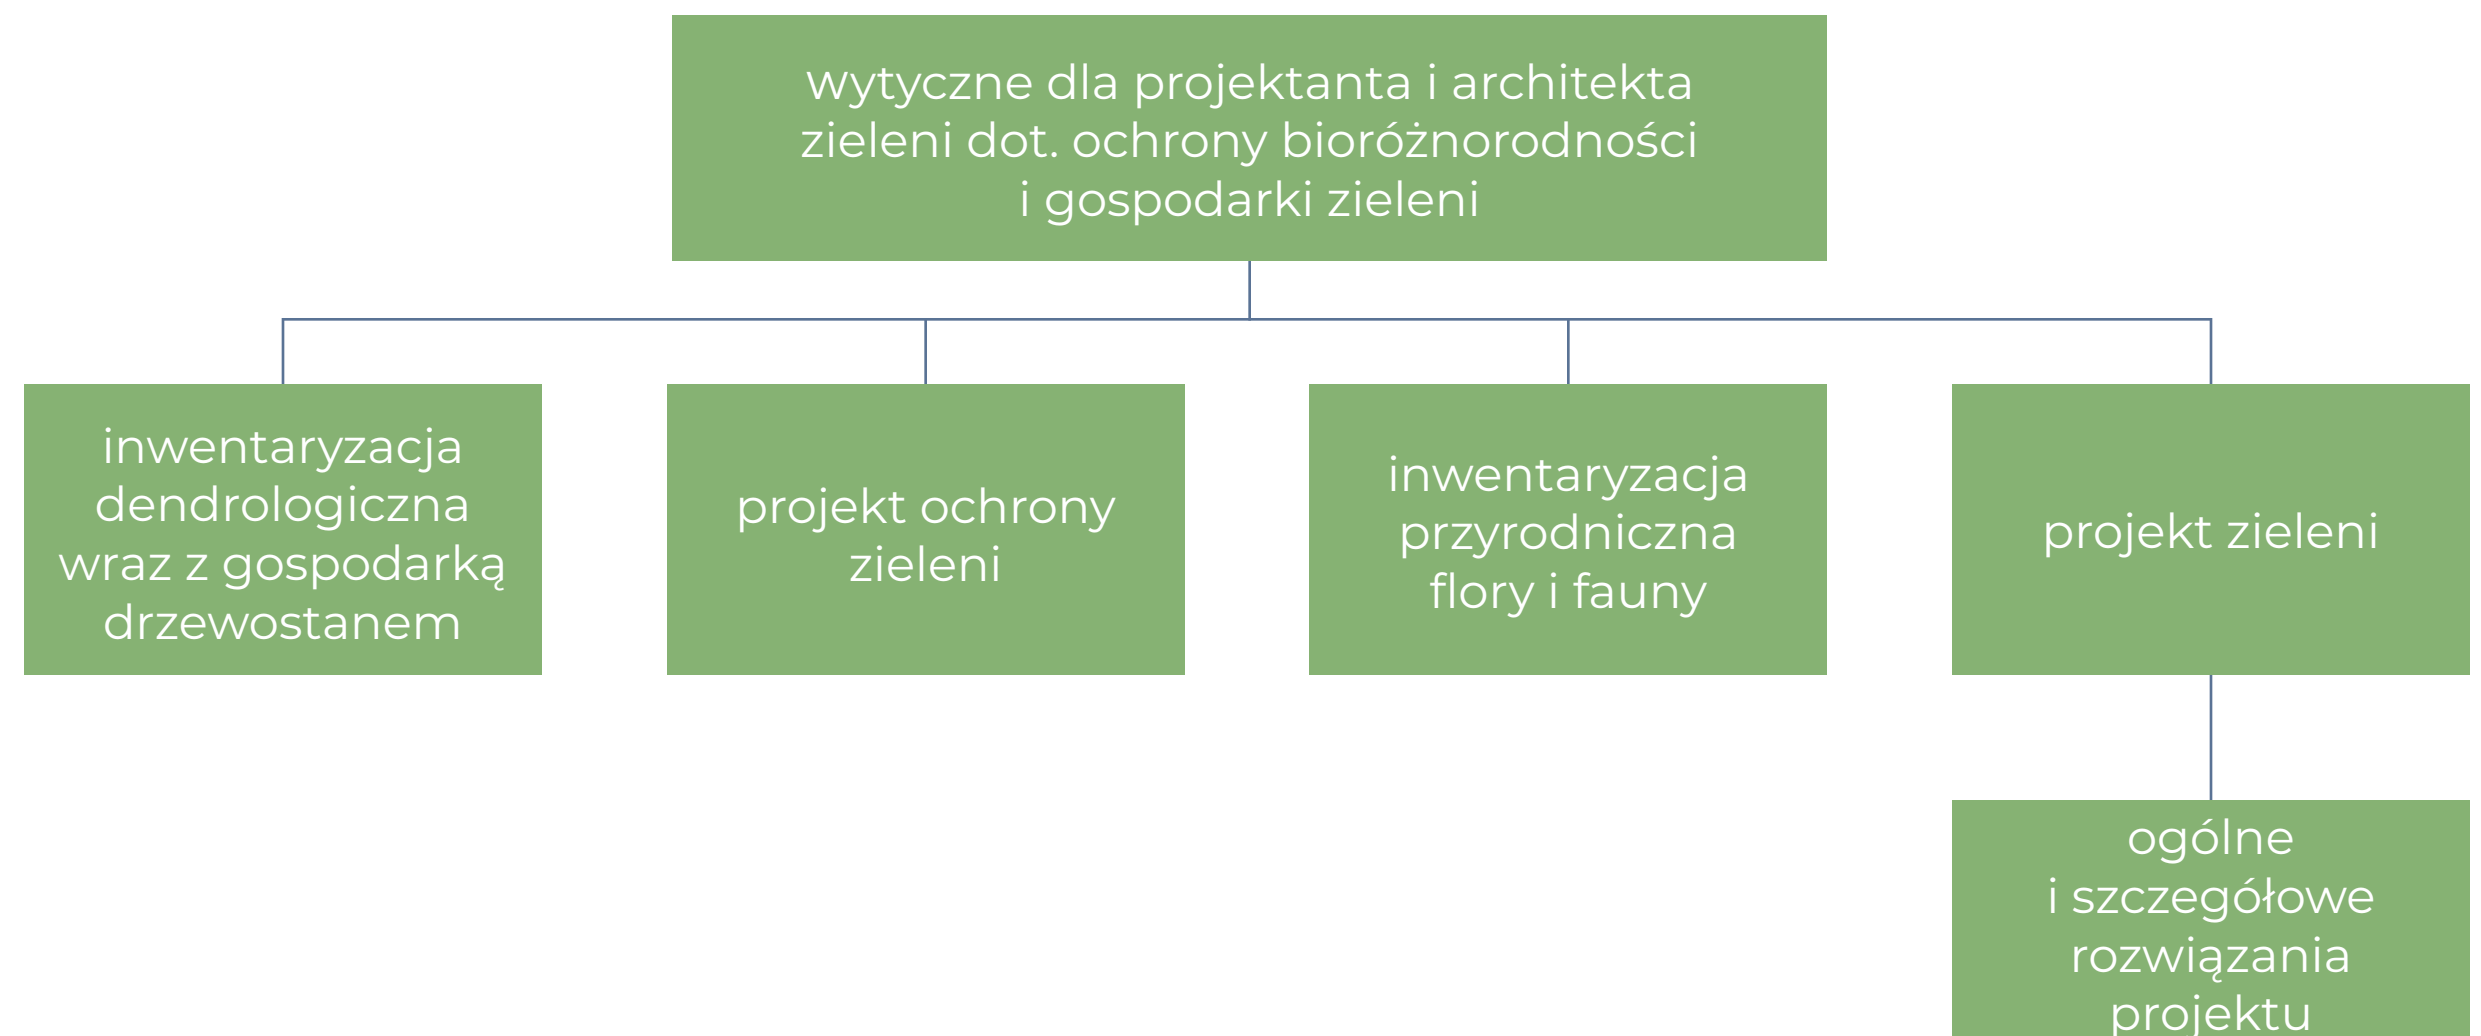 wytyczne dla projektanta i architekta
zieleni dot. ochrony bioróżnorodności
i gospodarki zieleni
inwentaryzacja
dendrologiczna
wraz z gospodarką
drzewostanem
projekt ochrony
zieleni
inwentaryzacja
przyrodniczna
flory i fauny
projekt zieleni
ogólne
i szczegółowe
rozwiązania
projektu